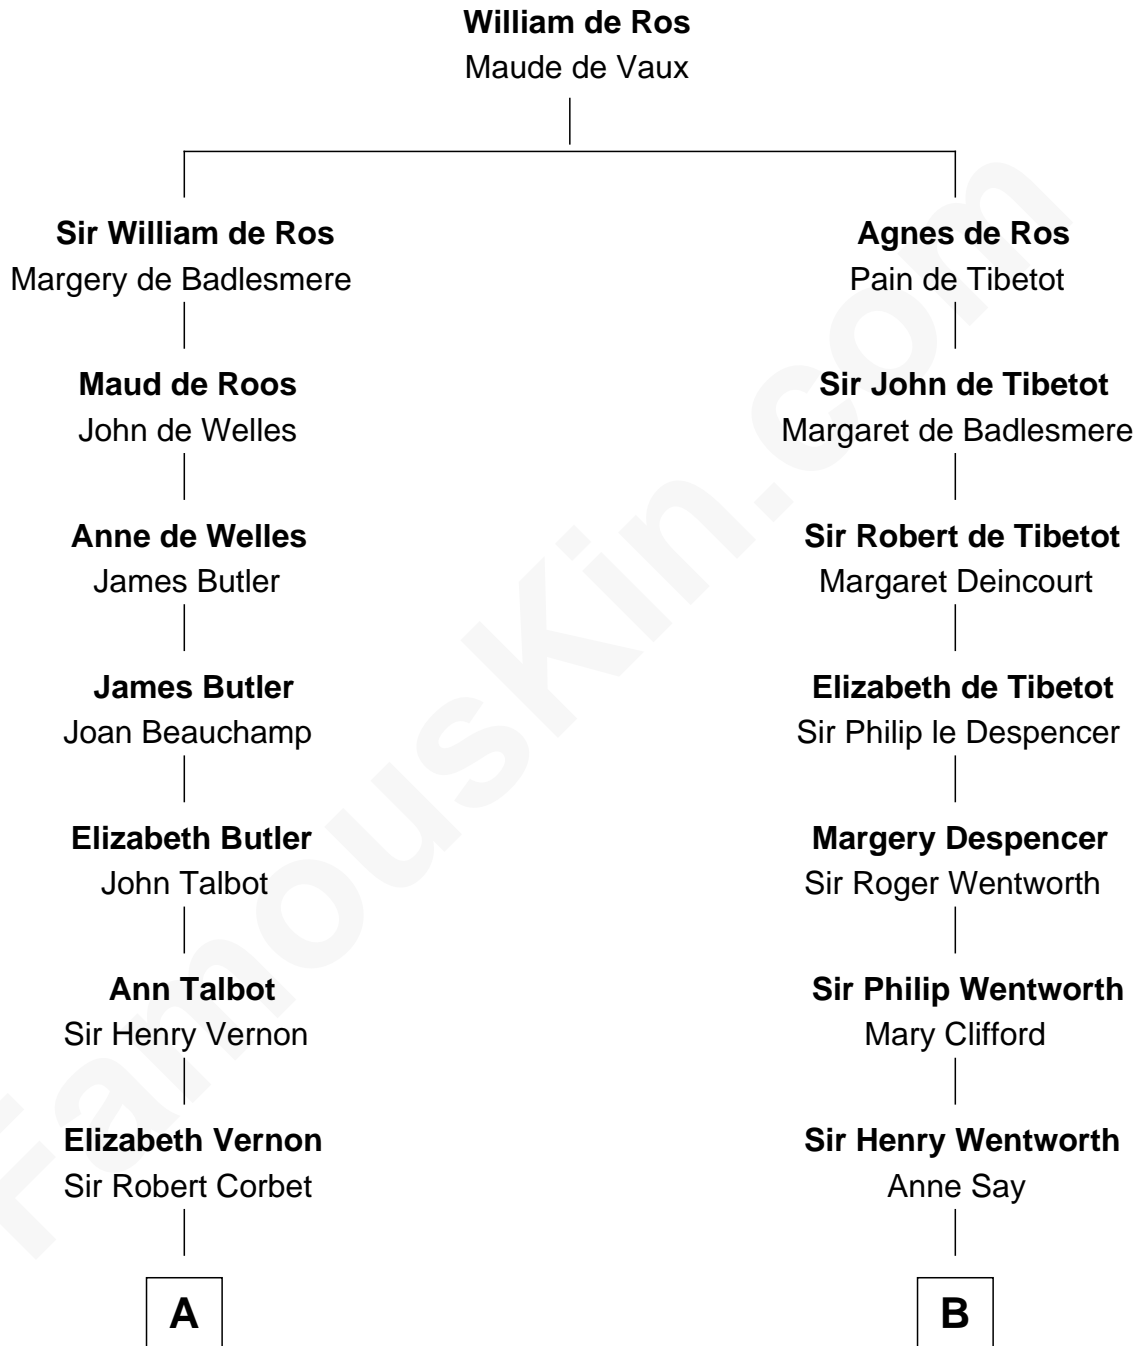 William de Ros
Maude de Vaux
Sir William de Ros
Margery de Badlesmere
Agnes de Ros
Pain de Tibetot
Maud de Roos
John de Welles
Sir John de Tibetot
Margaret de Badlesmere
Anne de Welles
James Butler
Sir Robert de Tibetot
Margaret Deincourt
James Butler
Joan Beauchamp
Elizabeth de Tibetot
Sir Philip le Despencer
Elizabeth Butler
John Talbot
Margery Despencer
Sir Roger Wentworth
Ann Talbot
Sir Henry Vernon
Sir Philip Wentworth
Mary Clifford
Elizabeth Vernon
Sir Robert Corbet
Sir Henry Wentworth
Anne Say
A
B
FamousKin.com